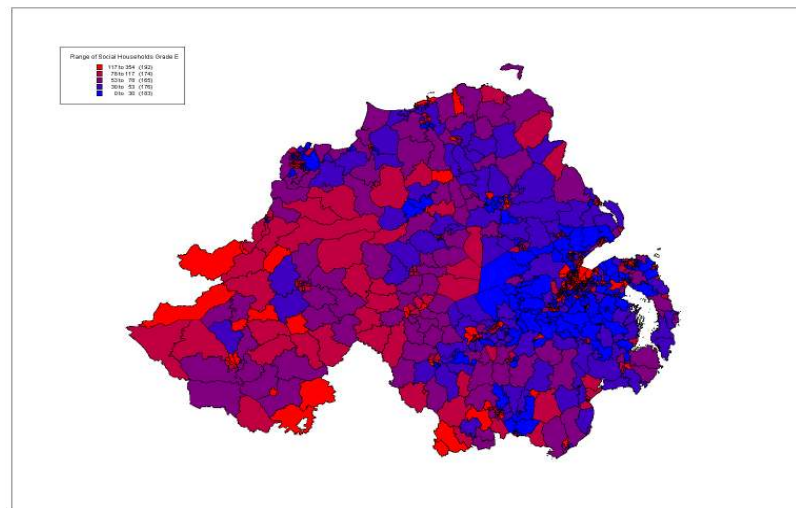 Range of Social Households Grade E
117 to 354 (192)
78 to 117 (174)
53 to 78 (165)
30 to 53 (176)
0 to 30 (183)